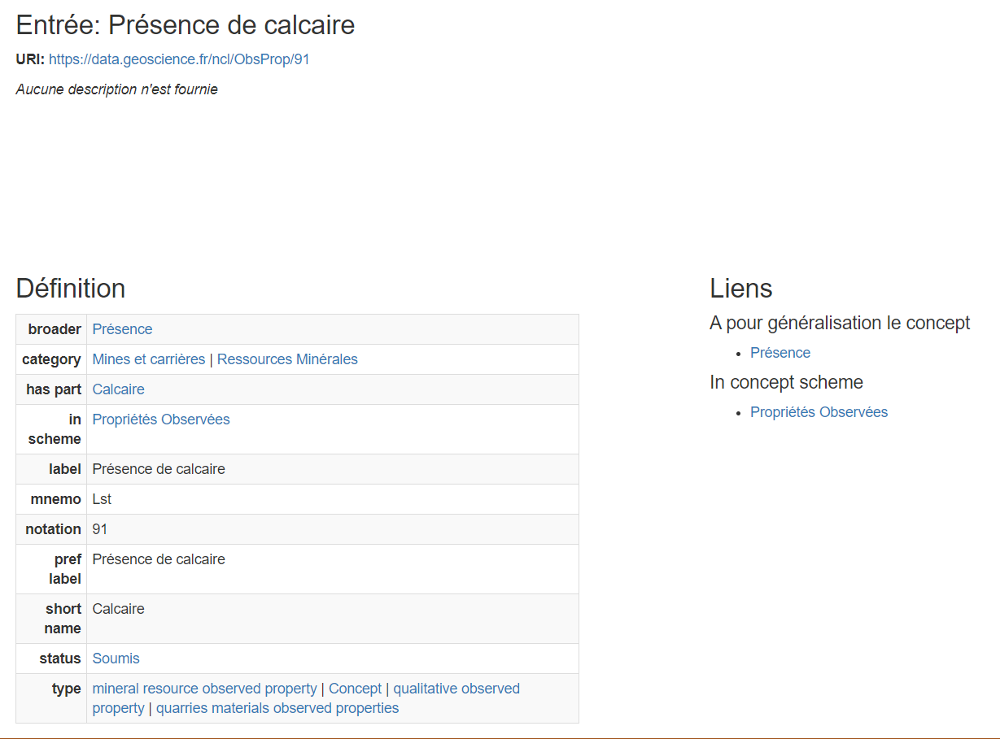 Entrée: Présence de calcaire
URI: https://data.geoscience.fr/ncl/ObsProp/91
Aucune description n'est fournie
Définition
broader Présence
category Mines et carrières | Ressources Minérales
has part Calcaire
in Propriétés Observées
scheme
label Présence de calcaire
mnemo Lst
notation 91
pref Présence de calcaire
label
short Calcaire
name
status Soumis
type mineral resource observed property | Concept | qualitative observed
property | quarries materials observed properties
Liens
A pour généralisation le concept
• Présence
In concept scheme
• Propriétés Observées